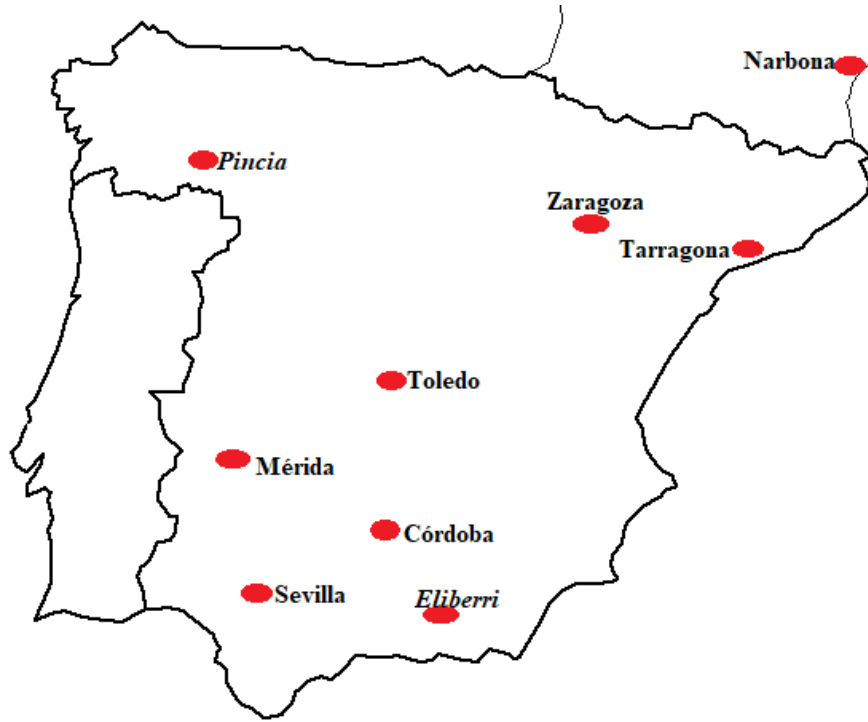 Narbona
Pincia
Zaragoza
Tarragona
Toledo
Mérida
Córdoba
Sevilla
Eliberri